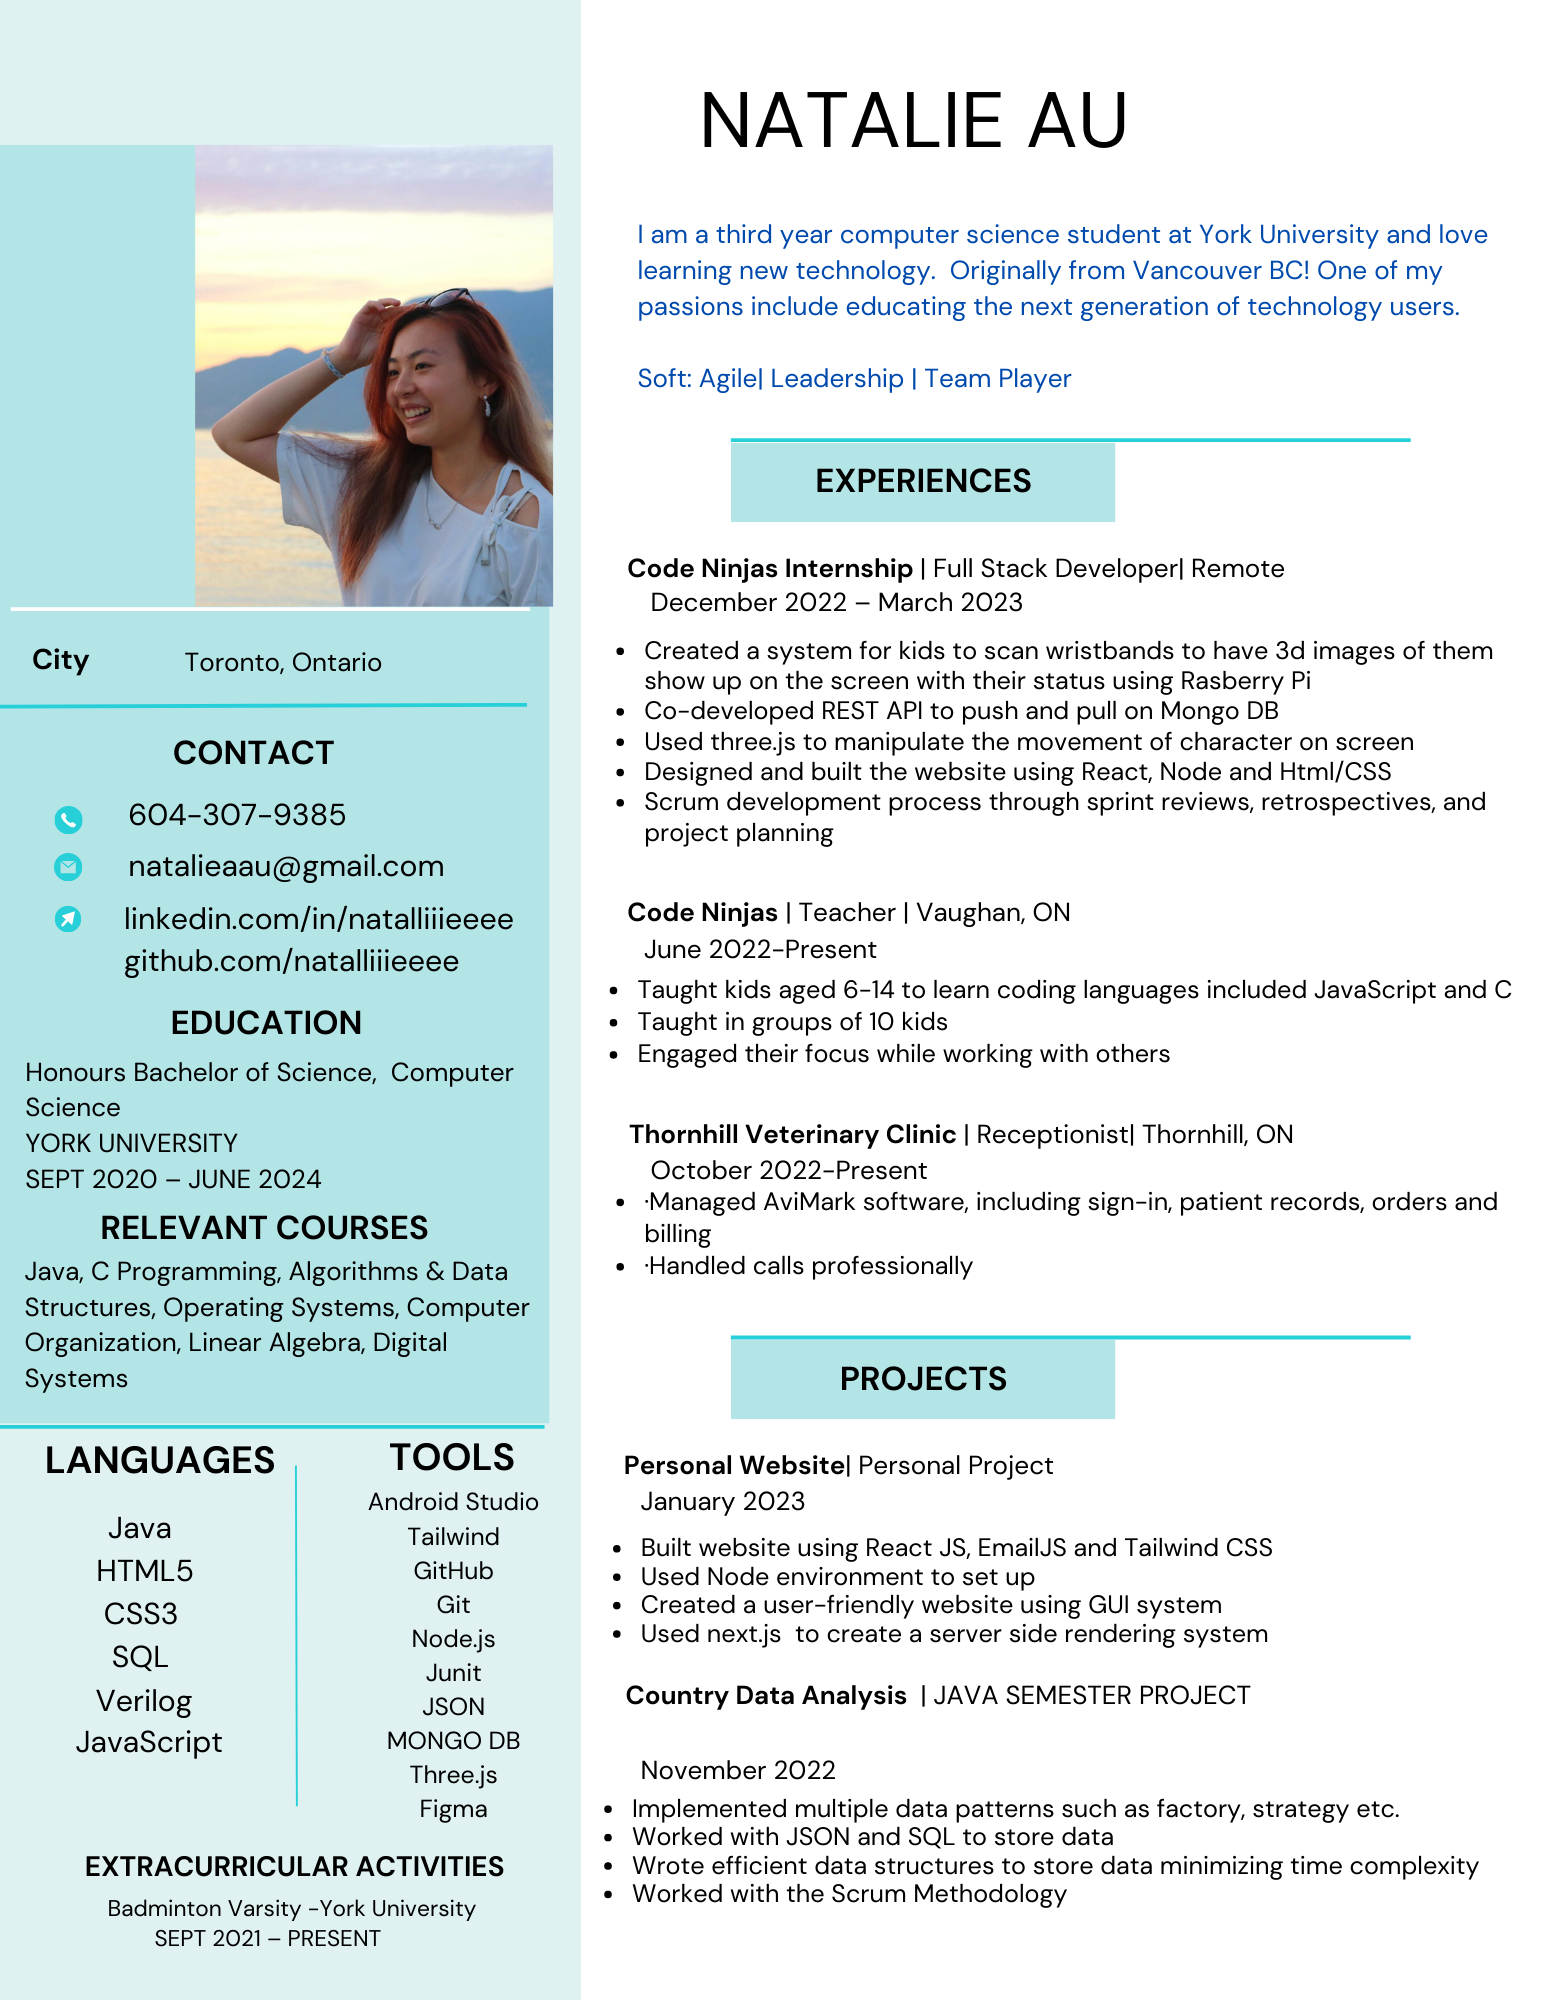 NATALIE AU
I am a third year computer science student at York University and love
learning new technology.  Originally from Vancouver BC! One of my
passions include educating the next generation of technology users.
Soft: Agile| Leadership | Team Player
City
Toronto, Ontario
CONTACT
604-307-9385
natalieaau@gmail.com
linkedin.com/in/natalliiieeee
github.com/natalliiieeee
EDUCATION
Honours Bachelor of Science,  Computer
Science
YORK UNIVERSITY
SEPT 2020 – JUNE 2024
RELEVANT COURSES
Java, C Programming, Algorithms & Data
Structures, Operating Systems, Computer
Organization, Linear Algebra, Digital
Systems
LANGUAGES
Java
HTML5
CSS3
SQL
Verilog
JavaScript
TOOLS
Android Studio
Tailwind
GitHub
Git
Node.js
Junit
JSON
MONGO DB
Three.js
Figma
EXTRACURRICULAR ACTIVITIES
Badminton Varsity -York University
SEPT 2021 – PRESENT
EXPERIENCES
Code Ninjas Internship | Full Stack Developer| Remote
December 2022 – March 2023
• Created a system for kids to scan wristbands to have 3d images of them
show up on the screen with their status using Rasberry Pi
• Co-developed REST API to push and pull on Mongo DB
• Used three.js to manipulate the movement of character on screen
• Designed and built the website using React, Node and Html/CSS
• Scrum development process through sprint reviews, retrospectives, and
project planning
Code Ninjas | Teacher | Vaughan, ON
June 2022-Present
• Taught kids aged 6-14 to learn coding languages included JavaScript and C
• Taught in groups of 10 kids
• Engaged their focus while working with others
Thornhill Veterinary Clinic | Receptionist| Thornhill, ON
October 2022-Present
• ·Managed AviMark software, including sign-in, patient records, orders and
billing
• ·Handled calls professionally
PROJECTS
Personal Website| Personal Project
January 2023
• Built website using React JS, EmailJS and Tailwind CSS
• Used Node environment to set up
• Created a user-friendly website using GUI system
• Used next.js  to create a server side rendering system
Country Data Analysis  | JAVA SEMESTER PROJECT
November 2022
• Implemented multiple data patterns such as factory, strategy etc.
• Worked with JSON and SQL to store data
• Wrote efficient data structures to store data minimizing time complexity
• Worked with the Scrum Methodology